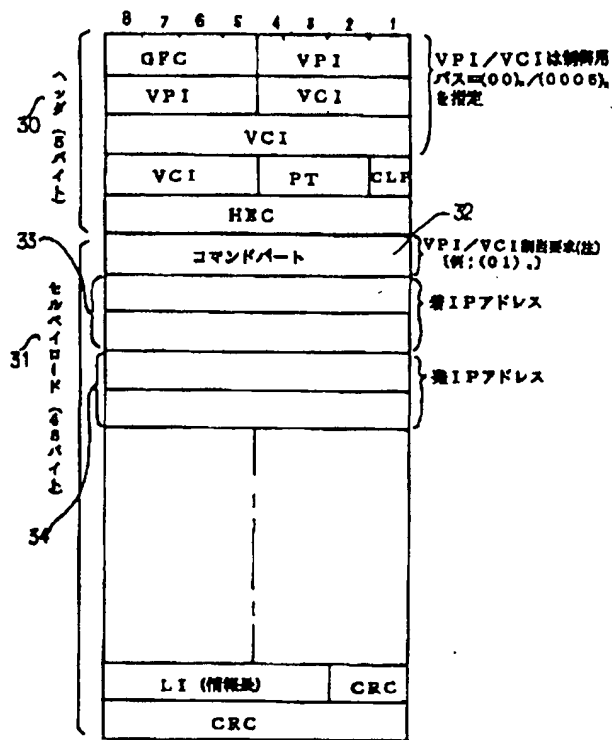 8 7 6 5 4 3 2 1
GFC VPI
VPI VCI
VCI
VCI PT CLP
HEC
VPI/VCIは制御用
パス=(00)H/(0005)H
を指定
30
ヘッダ(5バイト)
32
コマンドパート
VPI/VCI割当要求(注)
[例:(01)H]
33
着IPアドレス
発IPアドレス
31
セルペイロード(48バイト)
34
LI (情報長) CRC
CRC